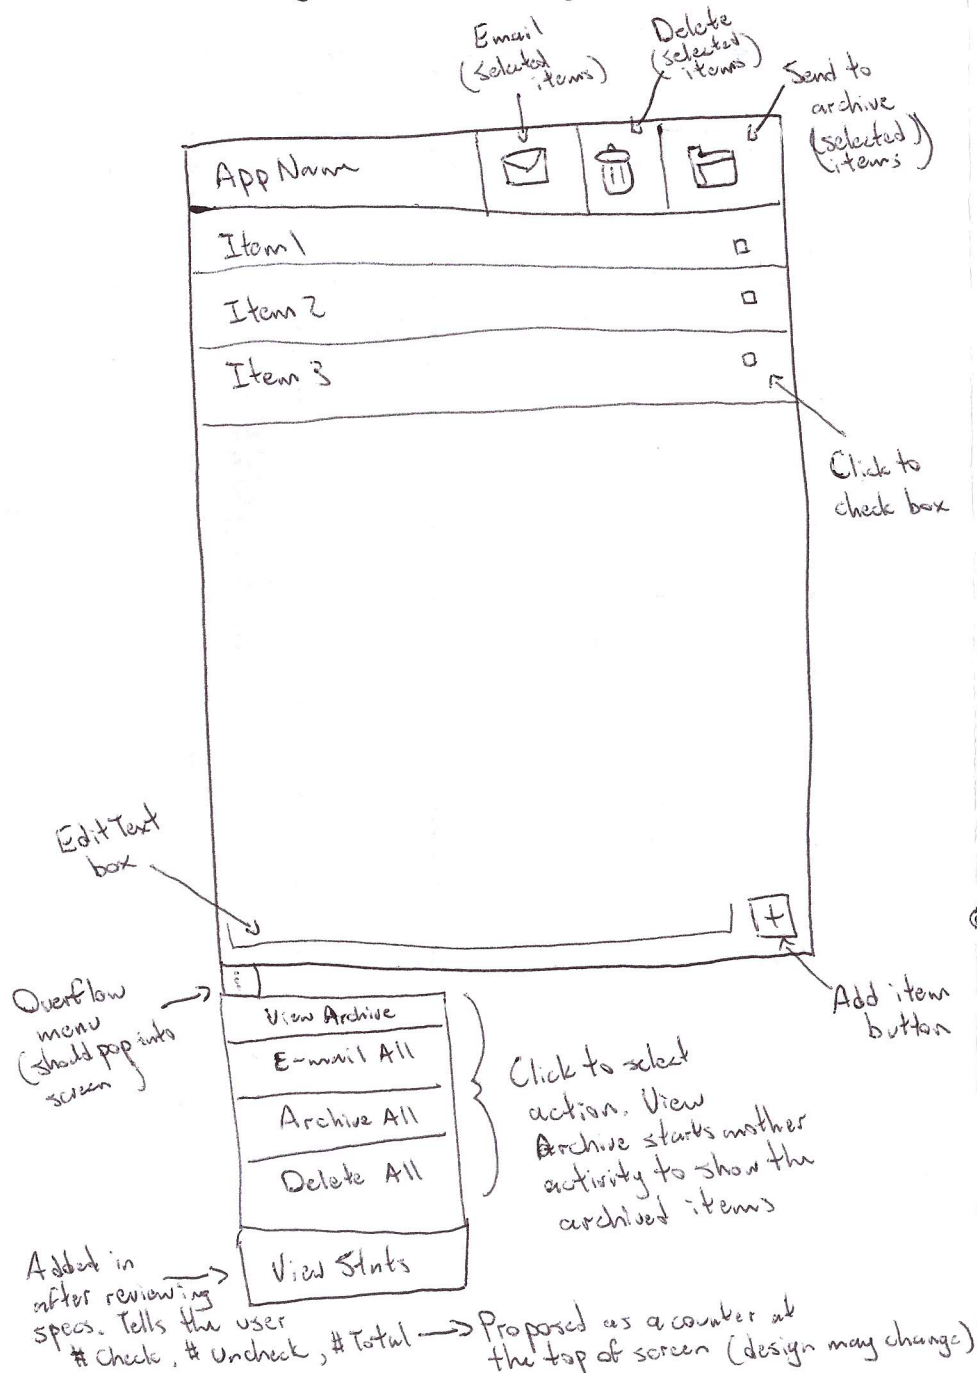 Email
(selected
items)
Delete
(selected
items)
Send to
archive
(selected)
(items)
App Name
Item 1
Item 2
Item 3
Click to
check box
EditText
box
+
Add item
button
Overflow
menu
(should pop into
screen)
View Archive
E-mail All
Archive All
Delete All
Click to select
action. View
Archive starts another
activity to show the
archived items
View Stats
Added in
after reviewing
specs. Tells the user
# Check, # Uncheck, # Total
Proposed as a counter at
the top of screen (design may change)